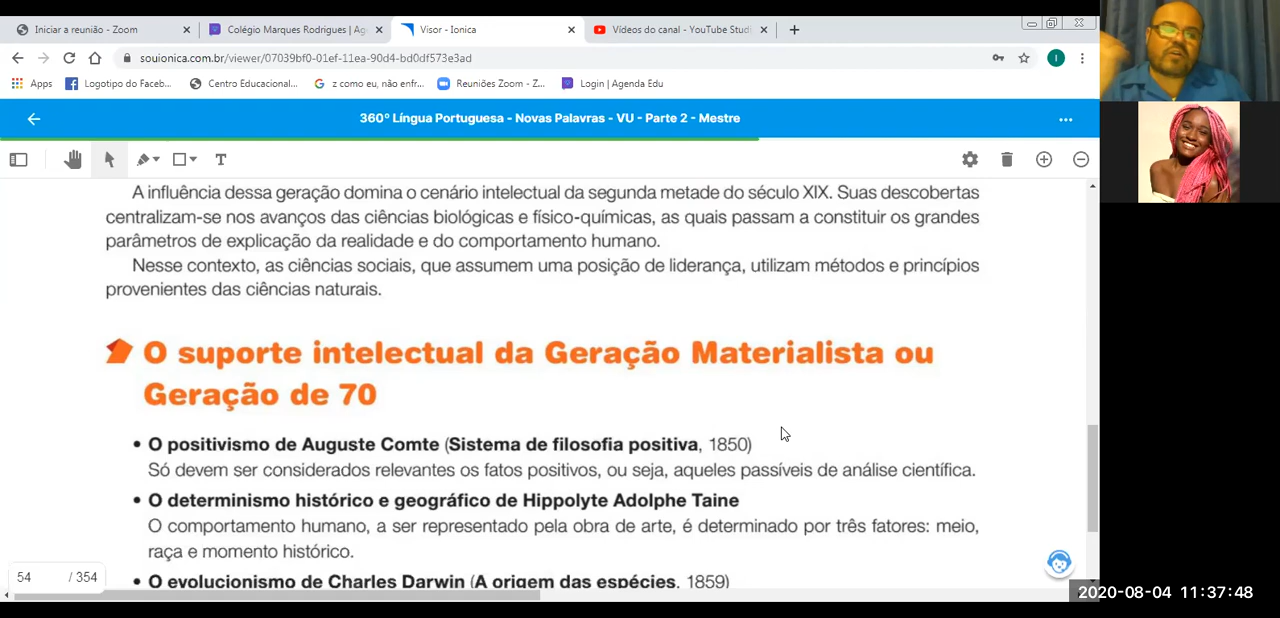 Iniciar a reunião - Zoom
Colégio Marques Rodrigues | Ag
Visor - Ionica
Vídeos do canal - YouTube Stud
souionica.com.br/viewer/07039bf0-01ef-11ea-90d4-bd0df573e3ad
I
Apps
Logotipo do Faceb...
Centro Educacional...
z como eu, não enfr...
Reuniões Zoom - Z...
Login | Agenda Edu
360º Língua Portuguesa - Novas Palavras - VU - Parte 2 - Mestre
T
A influência dessa geração domina o cenário intelectual da segunda metade do século XIX. Suas descobertas
centralizam-se nos avanços das ciências biológicas e físico-químicas, as quais passam a constituir os grandes
parâmetros de explicação da realidade e do comportamento humano.
Nesse contexto, as ciências sociais, que assumem uma posição de liderança, utilizam métodos e princípios
provenientes das ciências naturais.
O suporte intelectual da Geração Materialista ou
Geração de 70
• O positivismo de Auguste Comte (Sistema de filosofia positiva, 1850)
Só devem ser considerados relevantes os fatos positivos, ou seja, aqueles passíveis de análise científica.
• O determinismo histórico e geográfico de Hippolyte Adolphe Taine
O comportamento humano, a ser representado pela obra de arte, é determinado por três fatores: meio,
raça e momento histórico.
• O evolucionismo de Charles Darwin (A origem das espécies, 1859)
54 / 354
2020-08-04 11:37:48